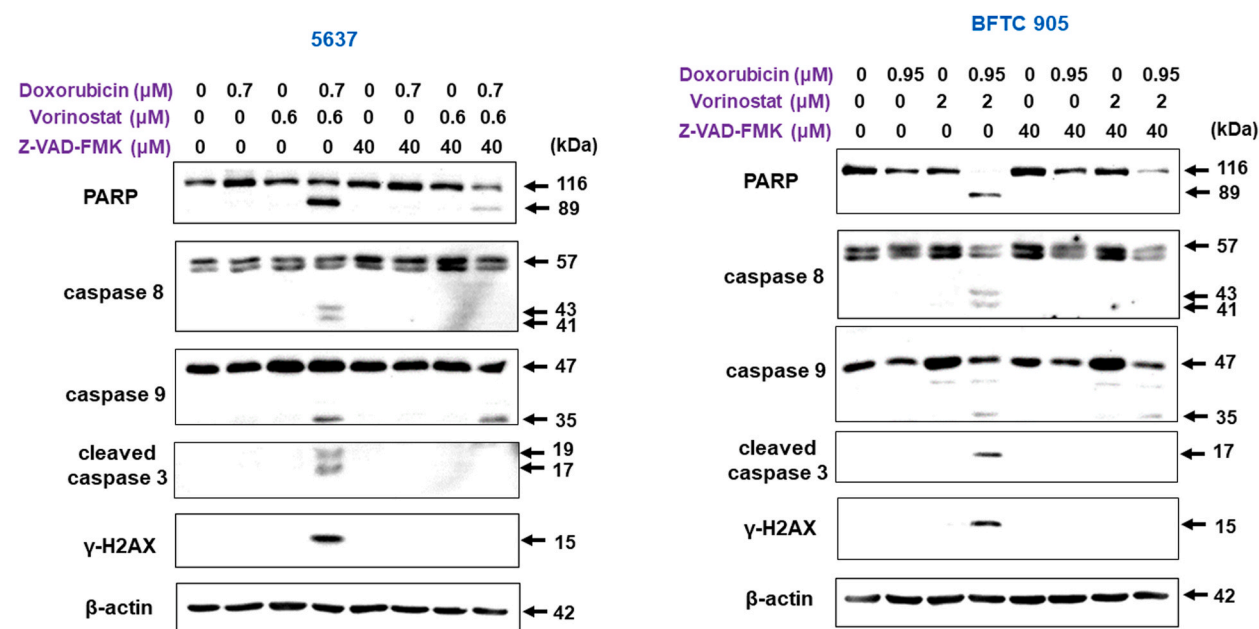 5637
Doxorubicin (μM) 0 0.7 0 0.7 0 0.7 0 0.7
Vorinostat (μM) 0 0 0.6 0.6 0 0 0.6 0.6
Z-VAD-FMK (μM) 0 0 0 0 40 40 40 40 (kDa)
PARP
116
89
caspase 8
57
43
41
caspase 9
47
35
cleaved
caspase 3
19
17
γ-H2AX
15
β-actin
42
BFTC 905
Doxorubicin (μM) 0 0.95 0 0.95 0 0.95 0 0.95
Vorinostat (μM) 0 0 2 2 0 0 2 2
Z-VAD-FMK (μM) 0 0 0 0 40 40 40 40 (kDa)
PARP
116
89
caspase 8
57
43
41
caspase 9
47
35
cleaved
caspase 3
17
γ-H2AX
15
β-actin
42